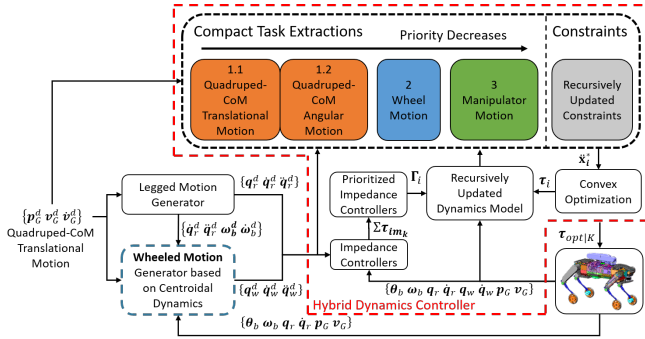 Compact Task Extractions
Constraints
Priority Decreases
1.1
Quadruped-
CoM
Translational
Motion
1.2
Quadruped-
CoM
Angular
Motion
2
Wheel
Motion
3
Manipulator
Motion
Recursively
Updated
Constraints
ẍ*ᵢ
{p_G^d v_G^d v̇_G^d}
Quadruped-CoM
Translational
Motion
Legged Motion
Generator
{q_r^d q̇_r^d q̈_r^d}
{q̇_r^d q̈_r^d ω_b^d ω̇_b^d}
Wheeled Motion
Generator based
on Centroidal
Dynamics
{q_w^d q̇_w^d q̈_w^d}
Prioritized
Impedance
Controllers
Γ_i
Στ_{im_k}
Impedance
Controllers
Recursively
Updated
Dynamics Model
τ_i
Convex
Optimization
τ_{opt|K}
{θ_b ω_b q_r q̇_r q_w q̇_w p_G v_G}
Hybrid Dynamics Controller
{θ_b ω_b q_r q̇_r p_G v_G}